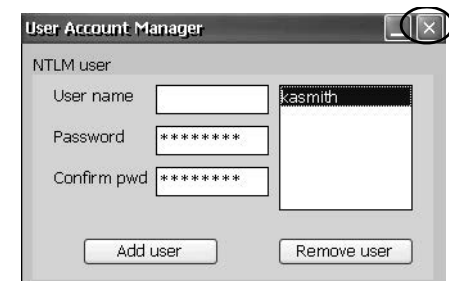 User Account Manager
NTLM user
User name
kasmith
Password ********
Confirm pwd ********
Add user Remove user